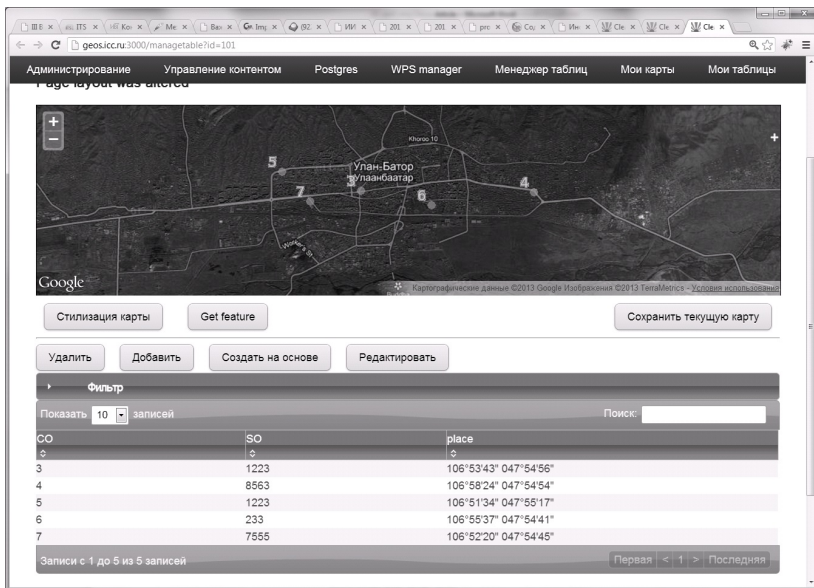 geos.icc.ru:3000/managetable?id=101
Администрирование Управление контентом Postgres WPS manager Менеджер таблиц Мои карты Мои таблицы
Page layout was altered
+
−
Khoroo 10
5 Улан-Батор
Улаанбаатар
7 3 6 4
Worker's St
Google
Картографические данные ©2013 Google Изображения ©2013 TerraMetrics - Условия использования
Стилизация карты Get feature Сохранить текущую карту
Удалить Добавить Создать на основе Редактировать
Фильтр
Показать 10 записей Поиск:
CO SO place
3 1223 106°53'43" 047°54'56"
4 8563 106°58'24" 047°54'54"
5 1223 106°51'34" 047°55'17"
6 233 106°55'37" 047°54'41"
7 7555 106°52'20" 047°54'45"
Записи с 1 до 5 из 5 записей Первая < 1 > Последняя